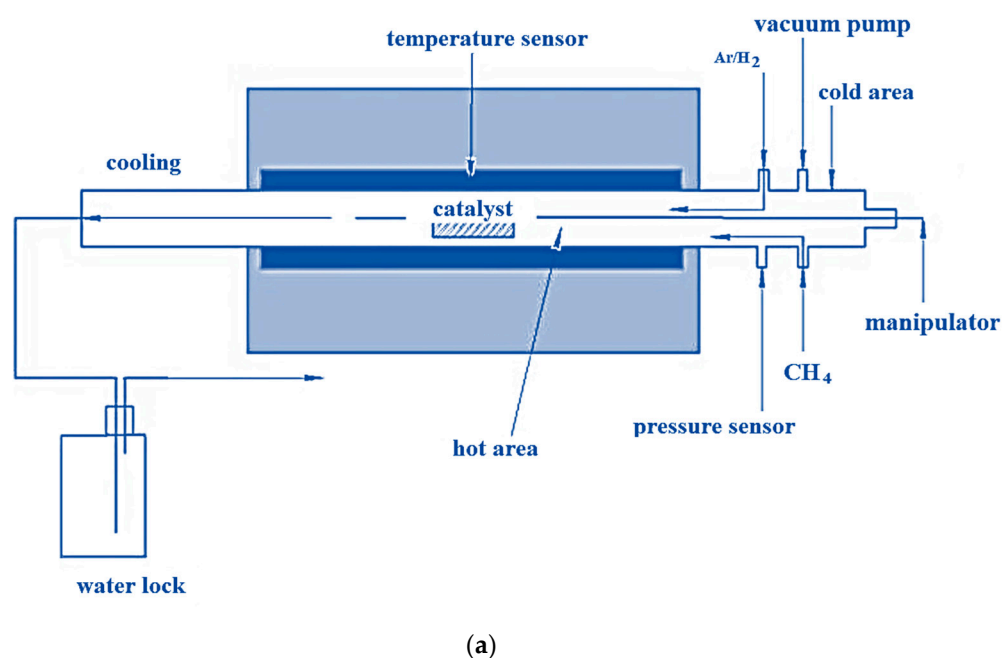 vacuum pump
temperature sensor
Ar/H2
cold area
cooling
catalyst
manipulator
CH4
pressure sensor
hot area
water lock
(a)